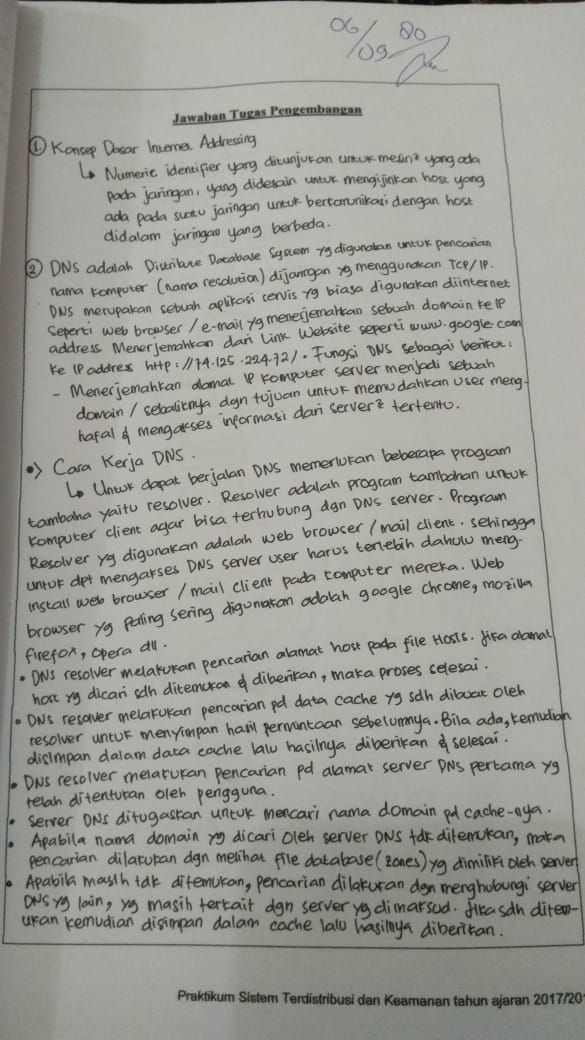 06/09 80
Jawaban Tugas Pengembangan
① Konsep Dasar Internet Addressing
↳ Numeric identifier yang ditunjukan untuk mesin² yang ada
pada jaringan, yang didesain untuk mengijinkan host yang
ada pada suatu jaringan untuk berkomunikasi dengan host
didalam jaringan yang berbeda.
② DNS adalah Distribute Database System yg digunakan untuk pencarian
nama komputer (name resolution) dijaringan yg menggunakan TCP/IP.
DNS merupakan sebuah aplikasi servis yg biasa digunakan diinternet
seperti web browser / e-mail yg menerjemahkan sebuah domain ke IP
address Menerjemahkan dari Link Website seperti www.google.com
ke IP addres http://74.125.224.72/. Fungsi DNS sebagai berikut:
- Menerjemahkan alamat IP komputer server menjadi sebuah
domain / sebaliknya dgn tujuan untuk memudahkan user meng-
hafal & mengakses informasi dari server² tertentu.
•) Cara Kerja DNS.
↳ Untuk dapat berjalan DNS memerlukan beberapa program
tambaha yaitu resolver. Resolver adalah program tambahan untuk
komputer client agar bisa terhubung dgn DNS server. Program
Resolver yg digunakan adalah web browser / mail client. sehingga
untuk dpt mengakses DNS server user harus terlebih dahulu meng-
install web browser / mail client pada komputer mereka. Web
browser yg paling sering digunakan adalah google chrome, mozilla
firefox, opera dll.
• DNS resolver melakukan pencarian alamat host pada file Hosts. Jika alamat
host yg dicari sdh ditemukan & diberikan, maka proses selesai.
• DNS resolver melakukan pencarian pd data cache yg sdh dibuat oleh
resolver untuk menyimpan hasil permintaan sebelumnya. Bila ada, kemudian
disimpan dalam data cache lalu hasilnya diberikan & selesai.
• DNS resolver melakukan pencarian pd alamat server DNS pertama yg
telah ditentukan oleh pengguna.
• Server DNS ditugaskan untuk mencari nama domain pd cache-nya.
• Apabila nama domain yg dicari oleh server DNS tdk ditemukan, maka
pencarian dilakukan dgn melihat file database (zones) yg dimiliki oleh server
• Apabila masih tdk ditemukan, pencarian dilakukan dgn menghubungi server
DNS yg lain, yg masih terkait dgn server yg dimaksud. Jika sdh ditem-
ukan kemudian disimpan dalam cache lalu hasilnya diberikan.
Praktikum Sistem Terdistribusi dan Keamanan tahun ajaran 2017/20